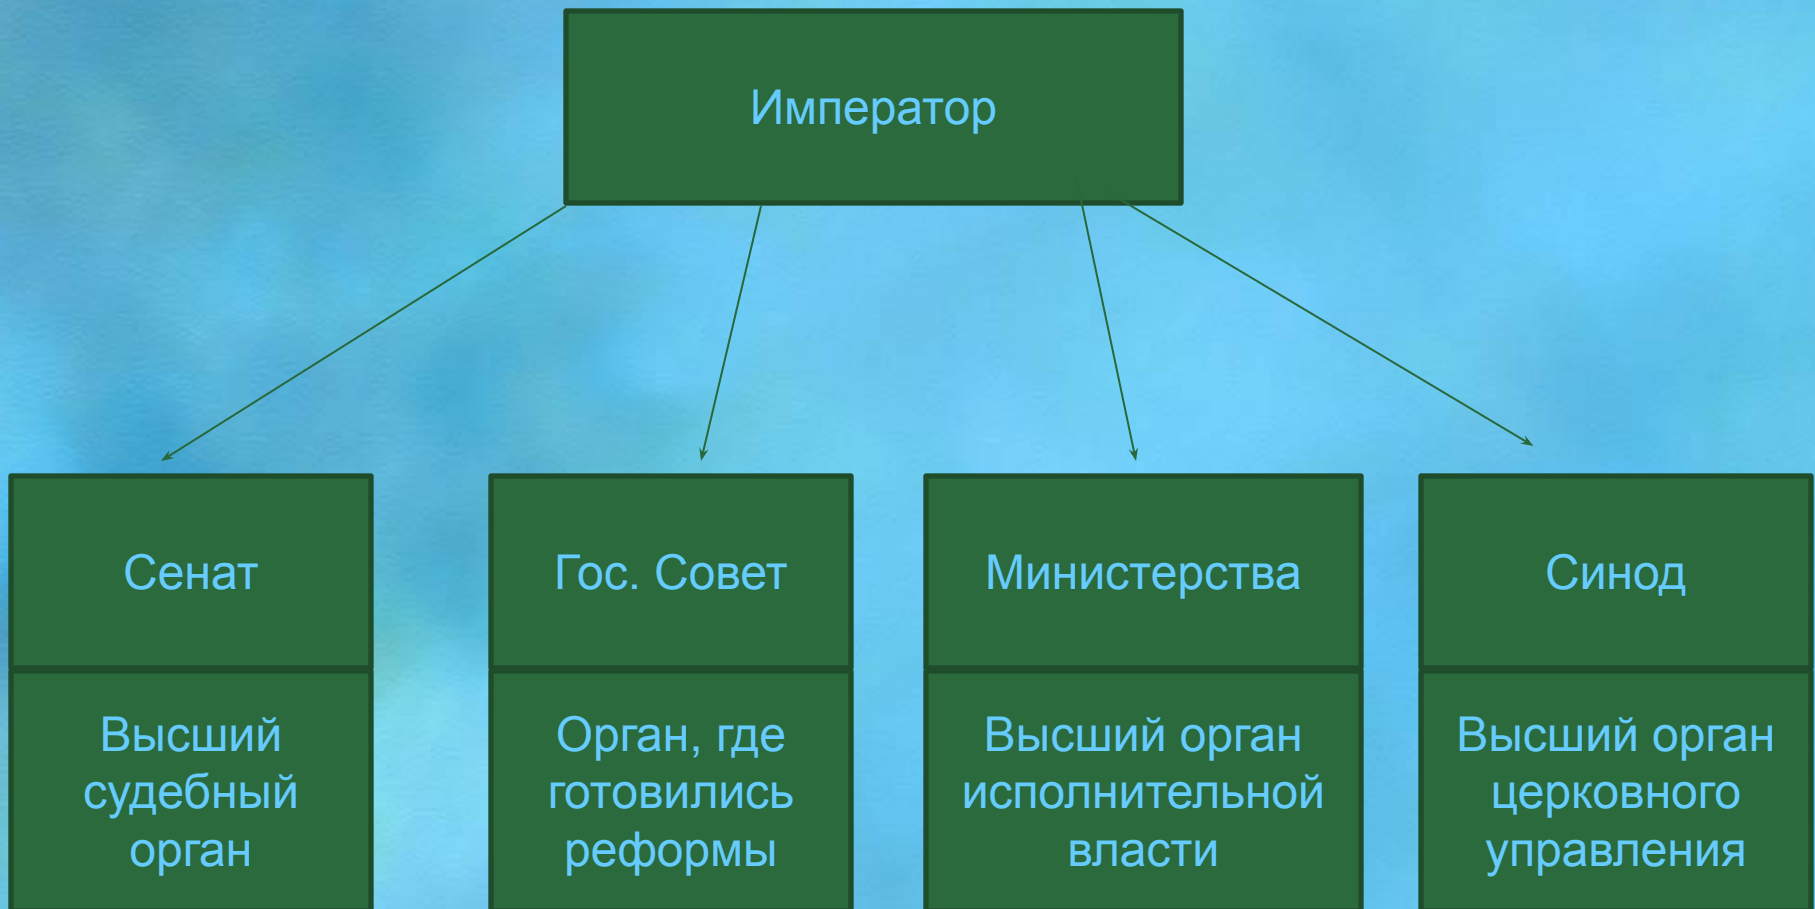 Император
Сенат
Гос. Совет
Министерства
Синод
Высший
судебный
орган
Орган, где
готовились
реформы
Высший орган
исполнительной
власти
Высший орган
церковного
управления